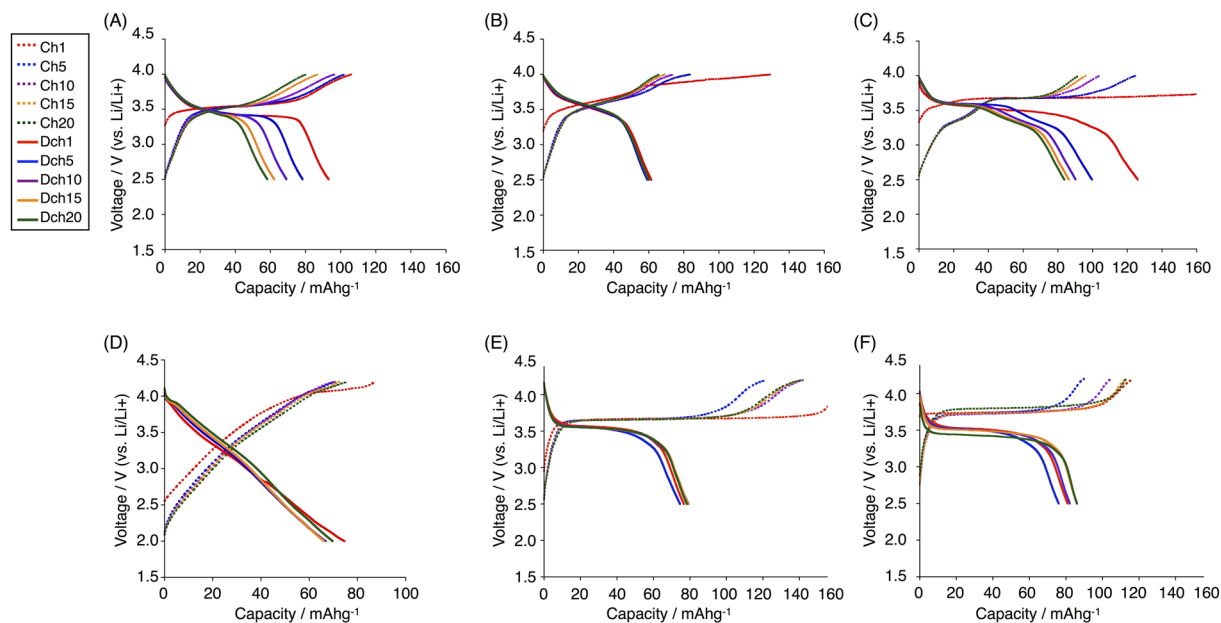 (A)
(B)
(C)
Ch1
Ch5
Ch10
Ch15
Ch20
Dch1
Dch5
Dch10
Dch15
Dch20
4.5
4.0
3.5
3.0
2.5
2.0
1.5
Voltage / V (vs. Li/Li+)
0 20 40 60 80 100 120 140 160
Capacity / mAhg-1
4.5
4.0
3.5
3.0
2.5
2.0
1.5
Voltage / V (vs. Li/Li+)
0 20 40 60 80 100 120 140 160
Capacity / mAhg-1
4.5
4.0
3.5
3.0
2.5
2.0
1.5
Voltage / V (vs. Li/Li+)
0 20 40 60 80 100 120 140 160
Capacity / mAhg-1
(D)
(E)
(F)
4.5
4.0
3.5
3.0
2.5
2.0
1.5
Voltage / V (vs. Li/Li+)
0 20 40 60 80 100
Capacity / mAhg-1
4.5
4.0
3.5
3.0
2.5
2.0
1.5
Voltage / V (vs. Li/Li+)
0 20 40 60 80 100 120 140 160
Capacity / mAhg-1
4.5
4.0
3.5
3.0
2.5
2.0
1.5
Voltage / V (vs. Li/Li+)
0 20 40 60 80 100 120 140 160
Capacity / mAhg-1